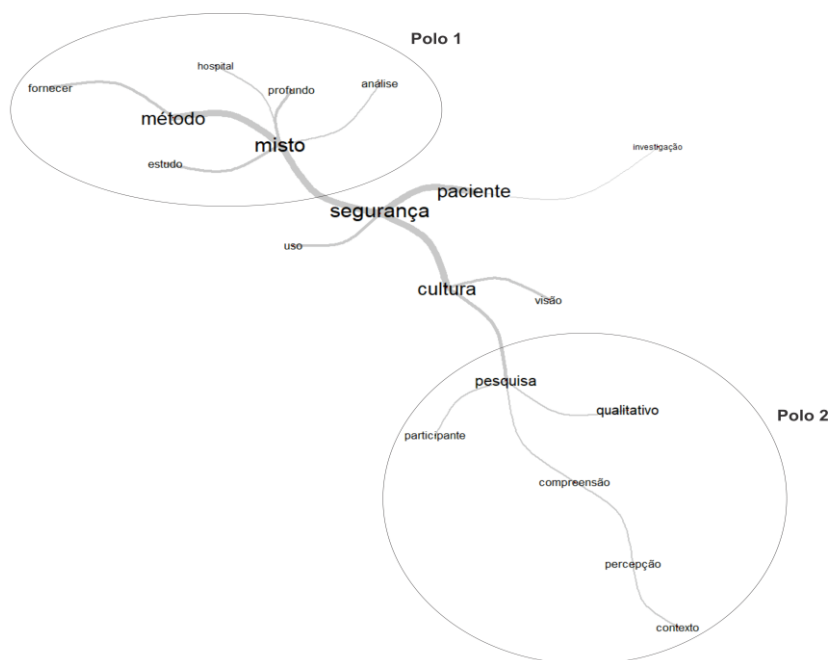 Polo 1
hospital
fornecer
profundo
análise
método
misto
investigação
estudo
paciente
segurança
uso
cultura
visão
pesquisa
qualitativo
Polo 2
participante
compreensão
percepção
contexto